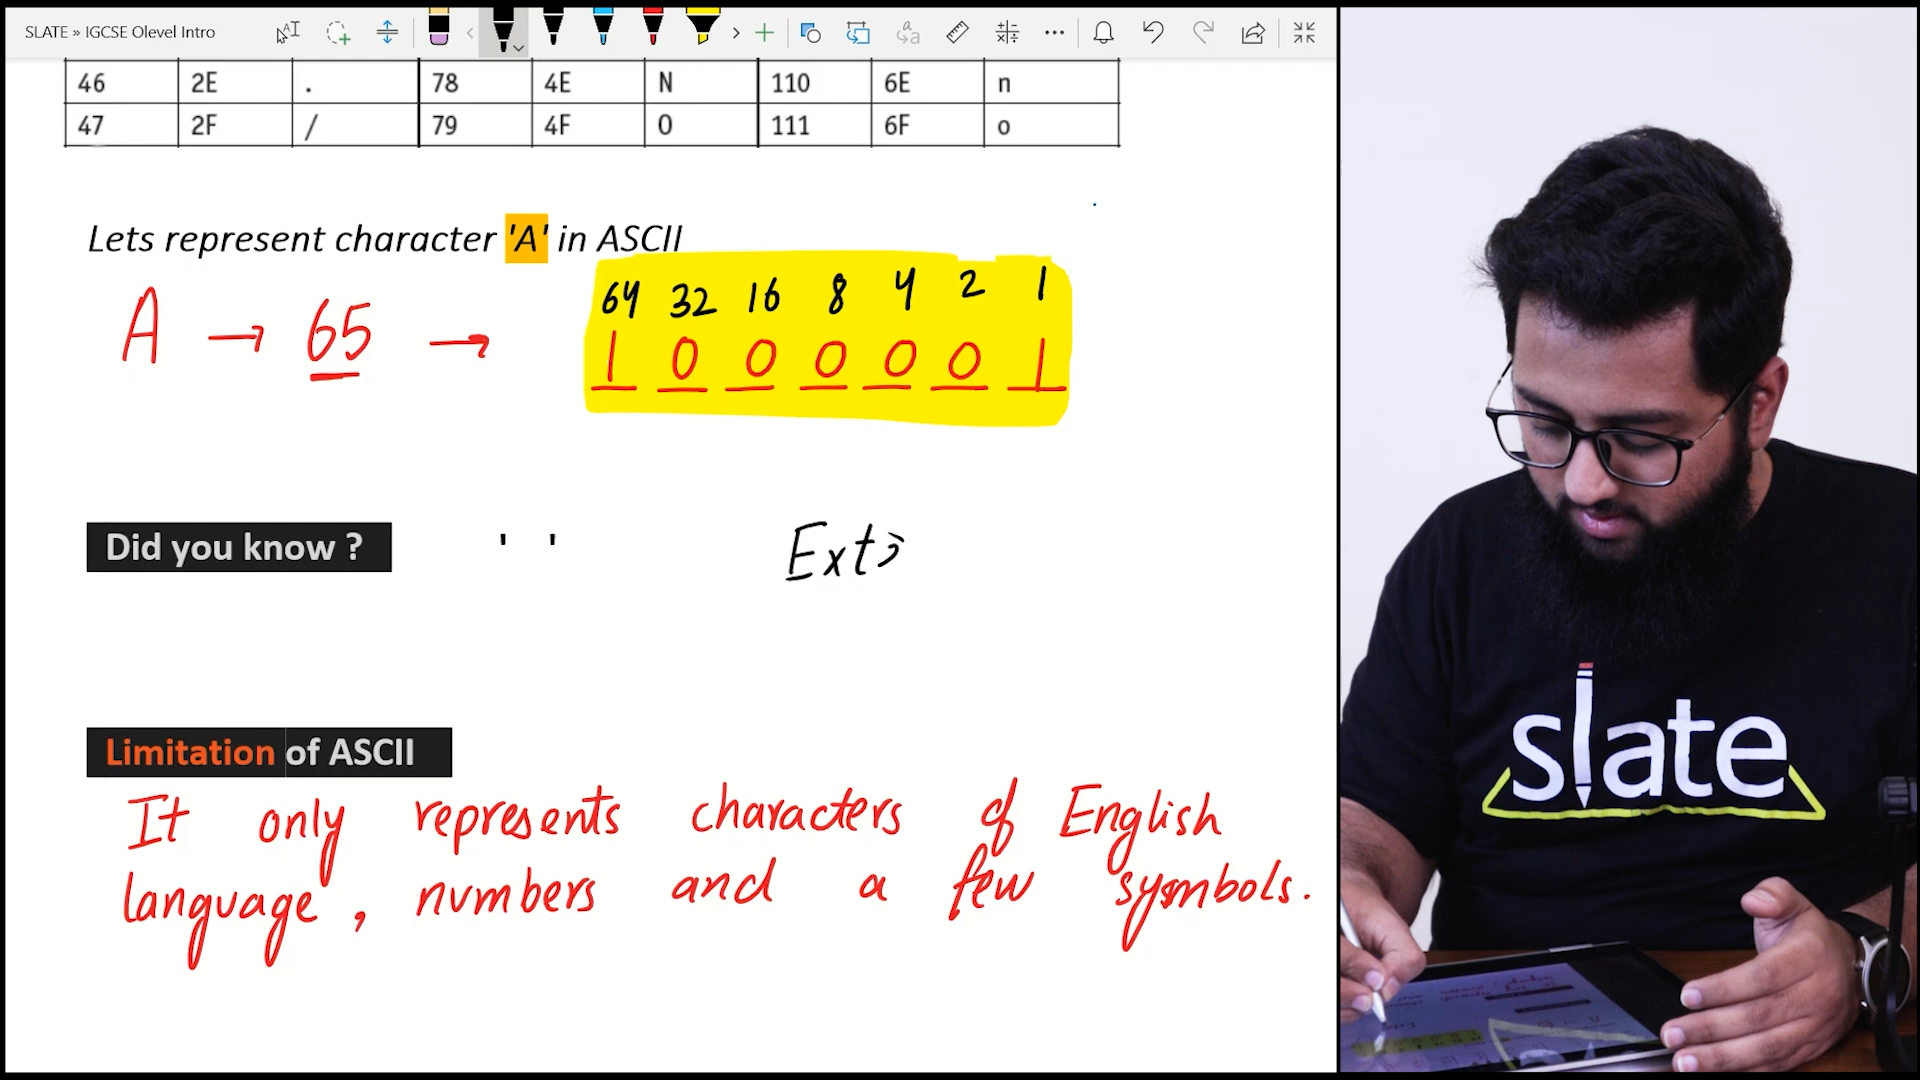 SLATE » IGCSE Olevel Intro
46 2E . 78 4E N 110 6E n
47 2F / 79 4F O 111 6F o
Lets represent character 'A' in ASCII
64 32 16 8 4 2 1
A → 65 → 1 0 0 0 0 0 1
Did you know ? ' ' Ext
Limitation of ASCII
It only represents characters of English
language, numbers and a few symbols.
slate